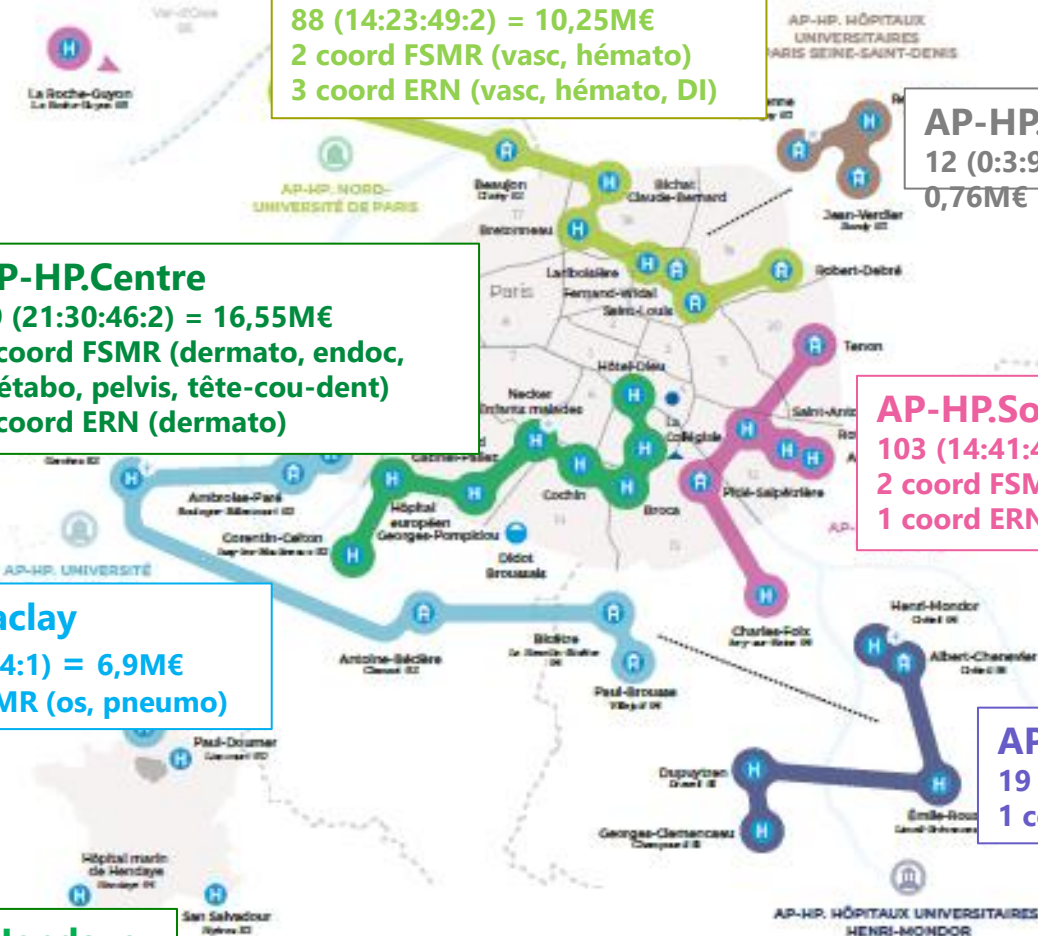 Val-d'Oise
88 (14:23:49:2) = 10,25M€
2 coord FSMR (vasc, hémato)
3 coord ERN (vasc, hémato, DI)
AP-HP. HÔPITAUX
UNIVERSITAIRES
PARIS SEINE-SAINT-DENIS
La Roche-Guyon
AP-HP.
12 (0:3:9
0,76M€
AP-HP. NORD-
UNIVERSITÉ DE PARIS
Beaujon
Bichat
Claude-Bernard
Bretonneau
Jean-Verdier
Lariboisière
Fernand-Widal
Saint-Louis
Robert-Debré
Paris
P-HP.Centre
(21:30:46:2) = 16,55M€
coord FSMR (dermato, endoc,
étabo, pelvis, tête-cou-dent)
coord ERN (dermato)
Hôtel-Dieu
Necker
Enfants malades
La
Collégiale
Tenon
AP-HP.So
103 (14:41:4
2 coord FSM
1 coord ERN
Pitié-Salpêtrière
Ambroise-Paré
Hôpital
européen
Georges-Pompidou
Cochin
Broca
Corentin-Celton
Didot
Broussais
AP-HP. UNIVERSITÉ
aclay
4:1) = 6,9M€
MR (os, pneumo)
Antoine-Béclère
Bicêtre
Paul-Brousse
Charles-Foix
Henri-Mondor
Albert-Chenevier
Paul-Doumer
Dupuytren
Georges-Clemenceau
Émile-Rou
AP
19
1 c
Hôpital marin
de Hendaye
San Salvadour
AP-HP. HÔPITAUX UNIVERSITAIRES
HENRI-MONDOR